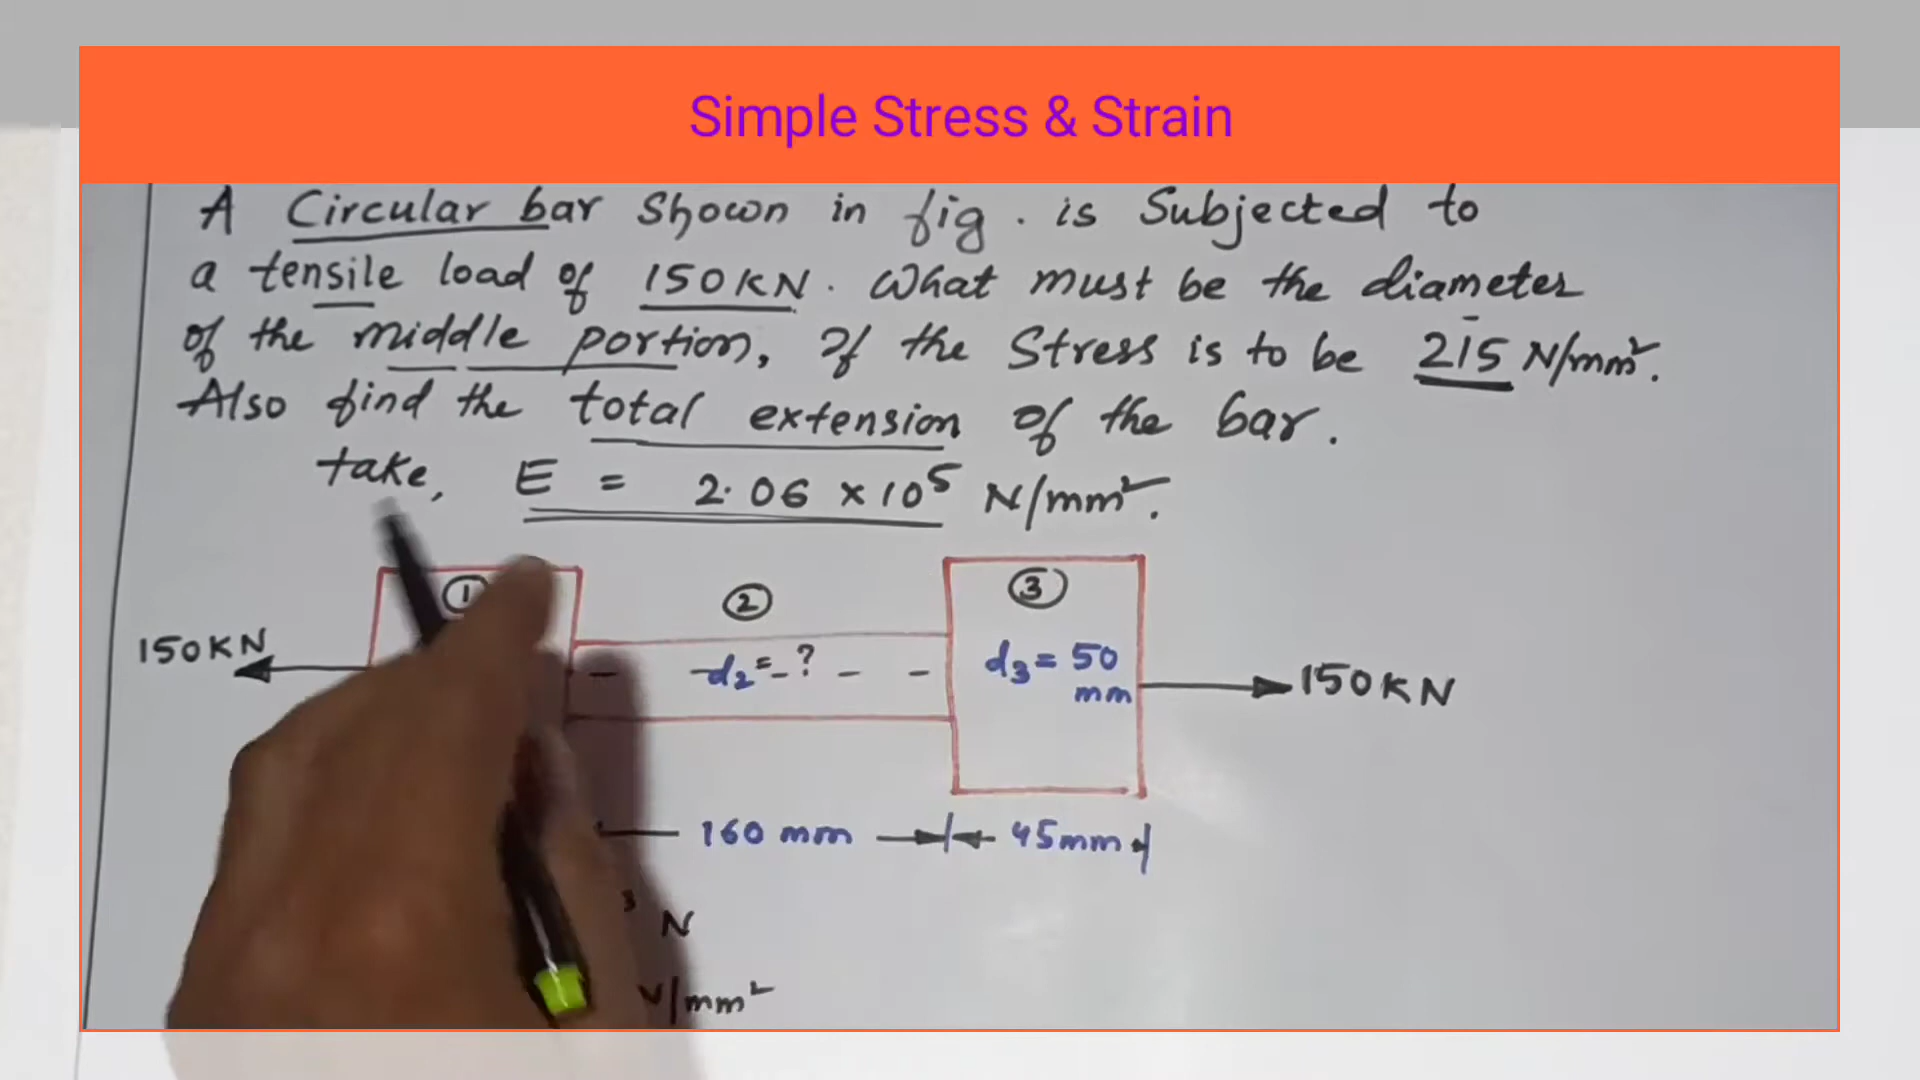 Simple Stress & Strain
A Circular bar Shown in fig. is Subjected to
a tensile load of 150KN. What must be the diameter
of the middle portion, If the Stress is to be 215 N/mm².
Also find the total extension of the bar.
take, E = 2.06 x 10⁵ N/mm².
1
2
3
150KN
d₂ = ?
d₃ = 50
mm
150KN
160 mm
45mm
³ N
/mm²